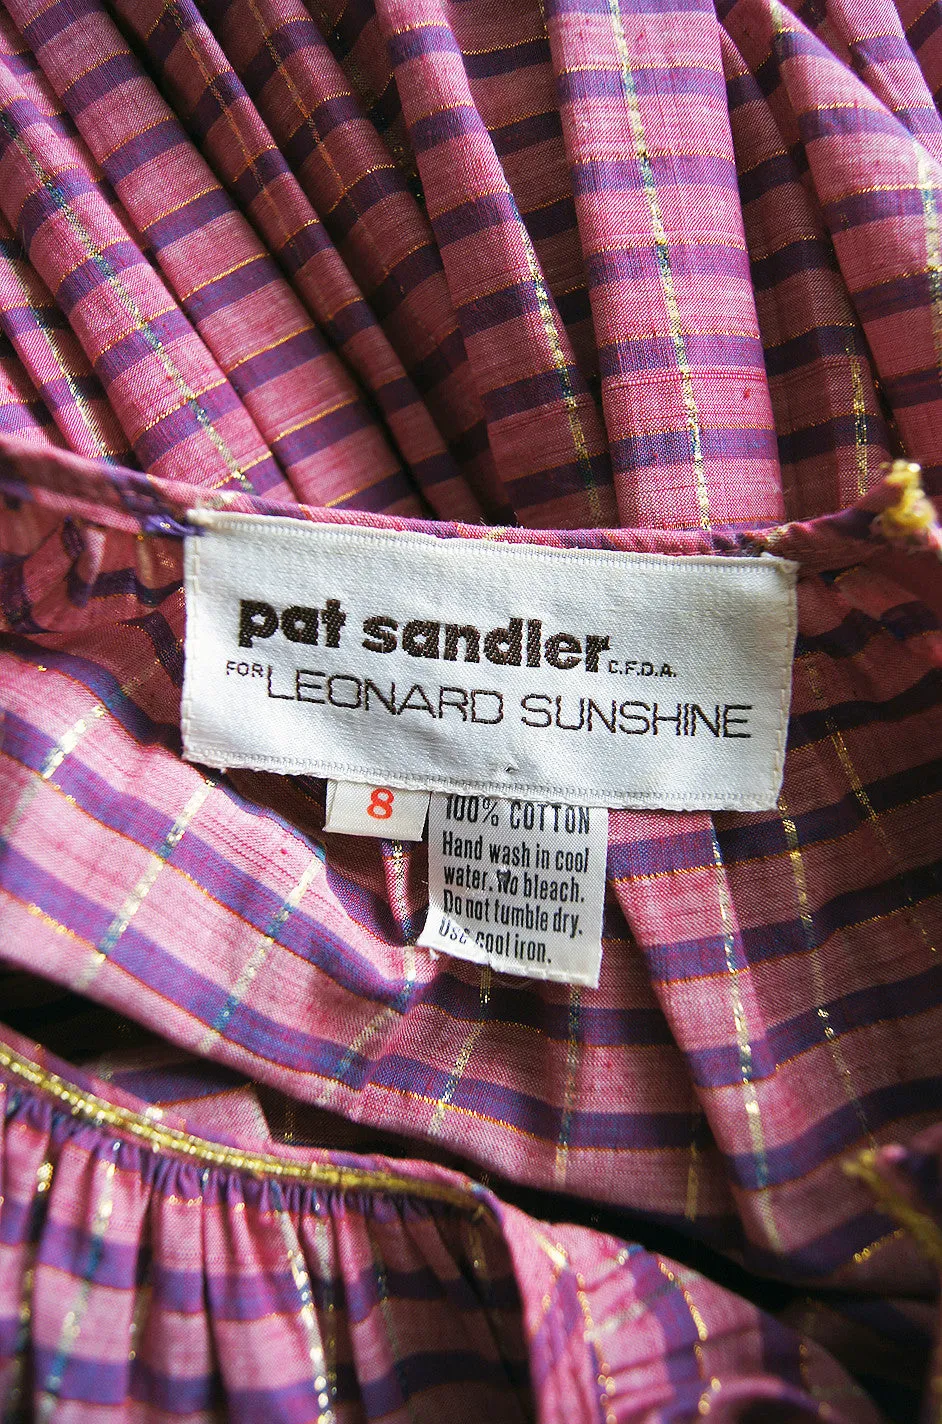 pat sandler C.F.D.A.
FOR LEONARD SUNSHINE
8
100% COTTON
Hand wash in cool
water. No bleach.
Do not tumble dry.
Use cool iron.